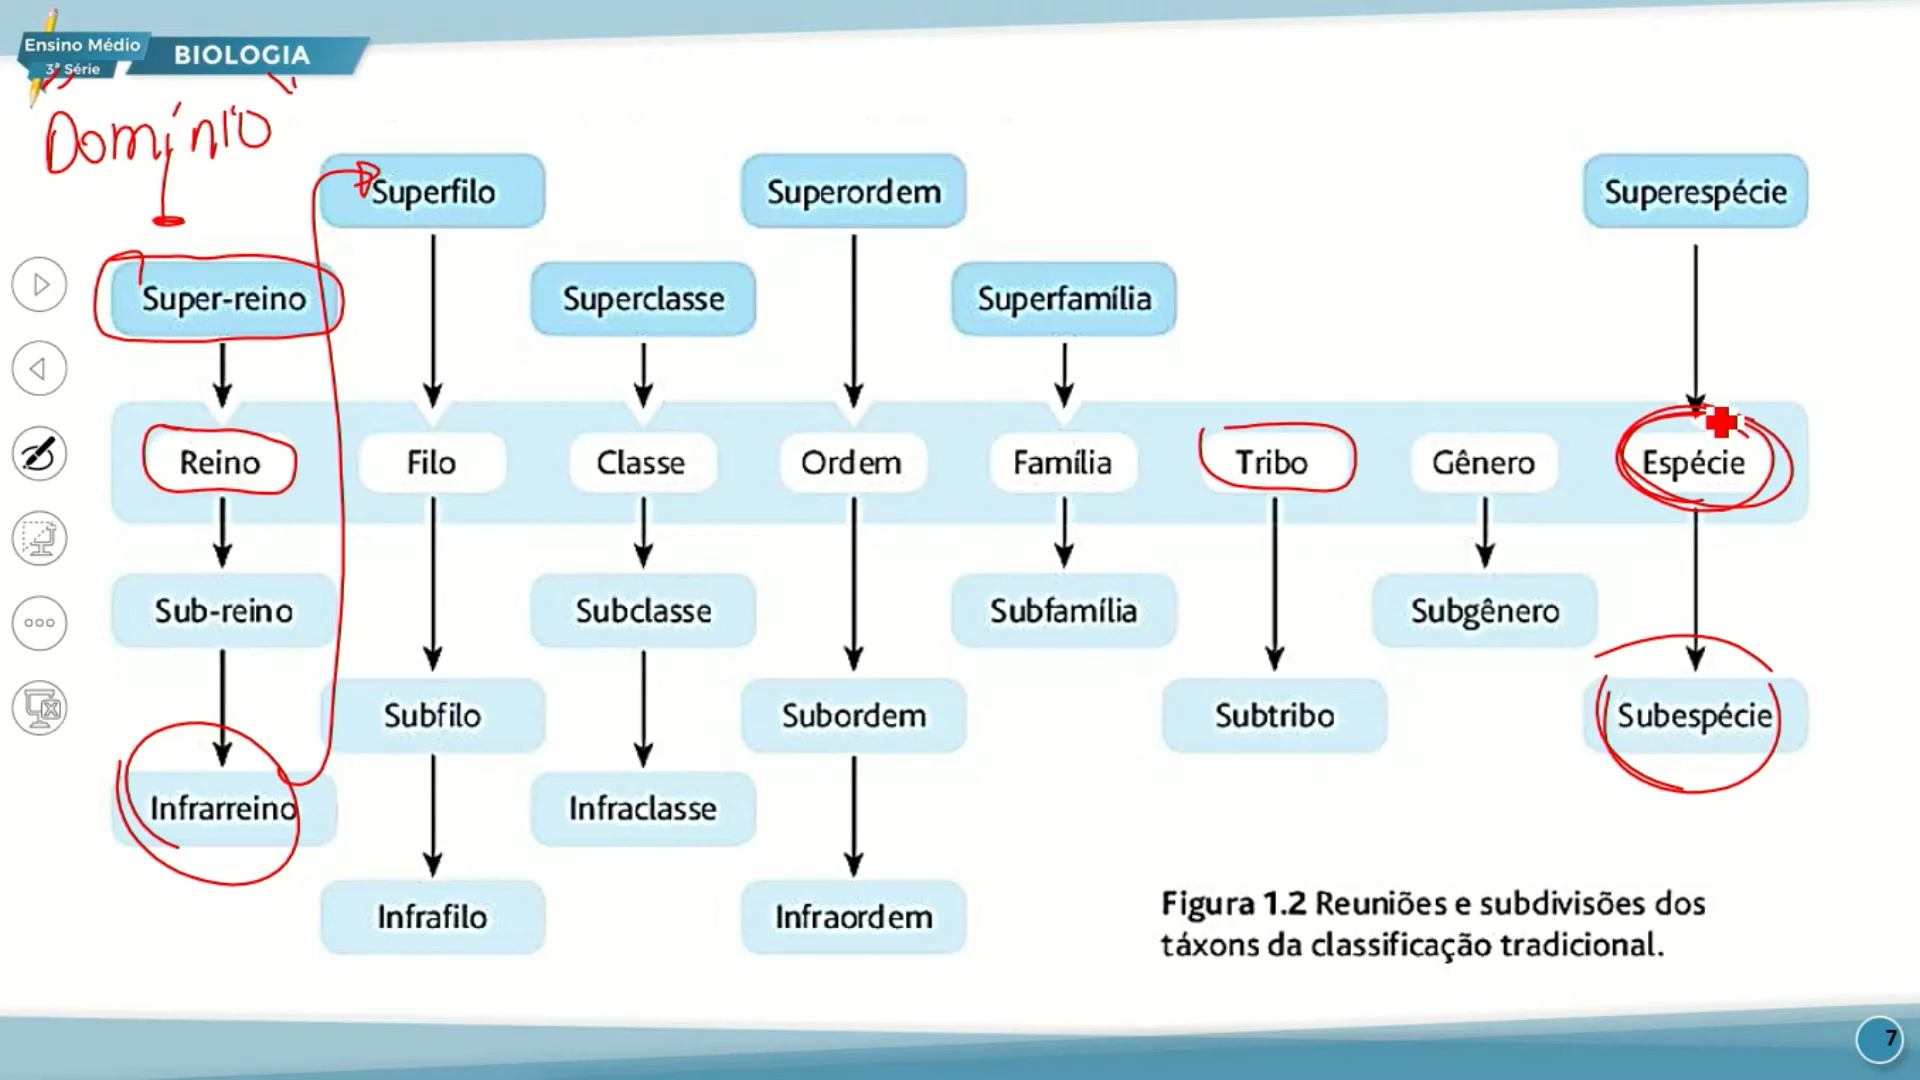 Ensino Médio
3ª Série
BIOLOGIA
Domínio
Superfilo
Superordem
Superespécie
Super-reino
Superclasse
Superfamília
Reino
Filo
Classe
Ordem
Família
Tribo
Gênero
Espécie
Sub-reino
Subclasse
Subfamília
Subgênero
Subfilo
Subordem
Subtribo
Subespécie
Infrarreino
Infraclasse
Infrafilo
Infraordem
Figura 1.2 Reuniões e subdivisões dos
táxons da classificação tradicional.
7